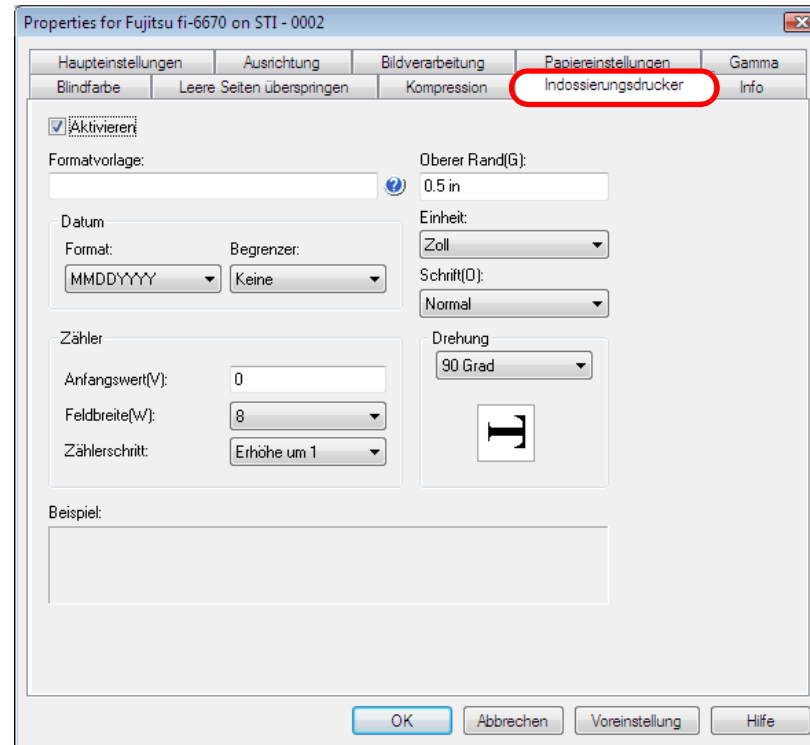 Properties for Fujitsu fi-6670 on STI - 0002
Haupteinstellungen Ausrichtung Bildverarbeitung Papiereinstellungen Gamma
Blindfarbe Leere Seiten überspringen Kompression Indossierungsdrucker Info
Aktivieren
Formatvorlage: Oberer Rand(G):
0.5 in
Datum Einheit:
Format: Begrenzer: Zoll
MMDDYYYY Keine Schrift(O):
Normal
Zähler Drehung
Anfangswert(V): 0 90 Grad
Feldbreite(W): 8
Zählerschritt: Erhöhe um 1
T
Beispiel:
OK Abbrechen Voreinstellung Hilfe